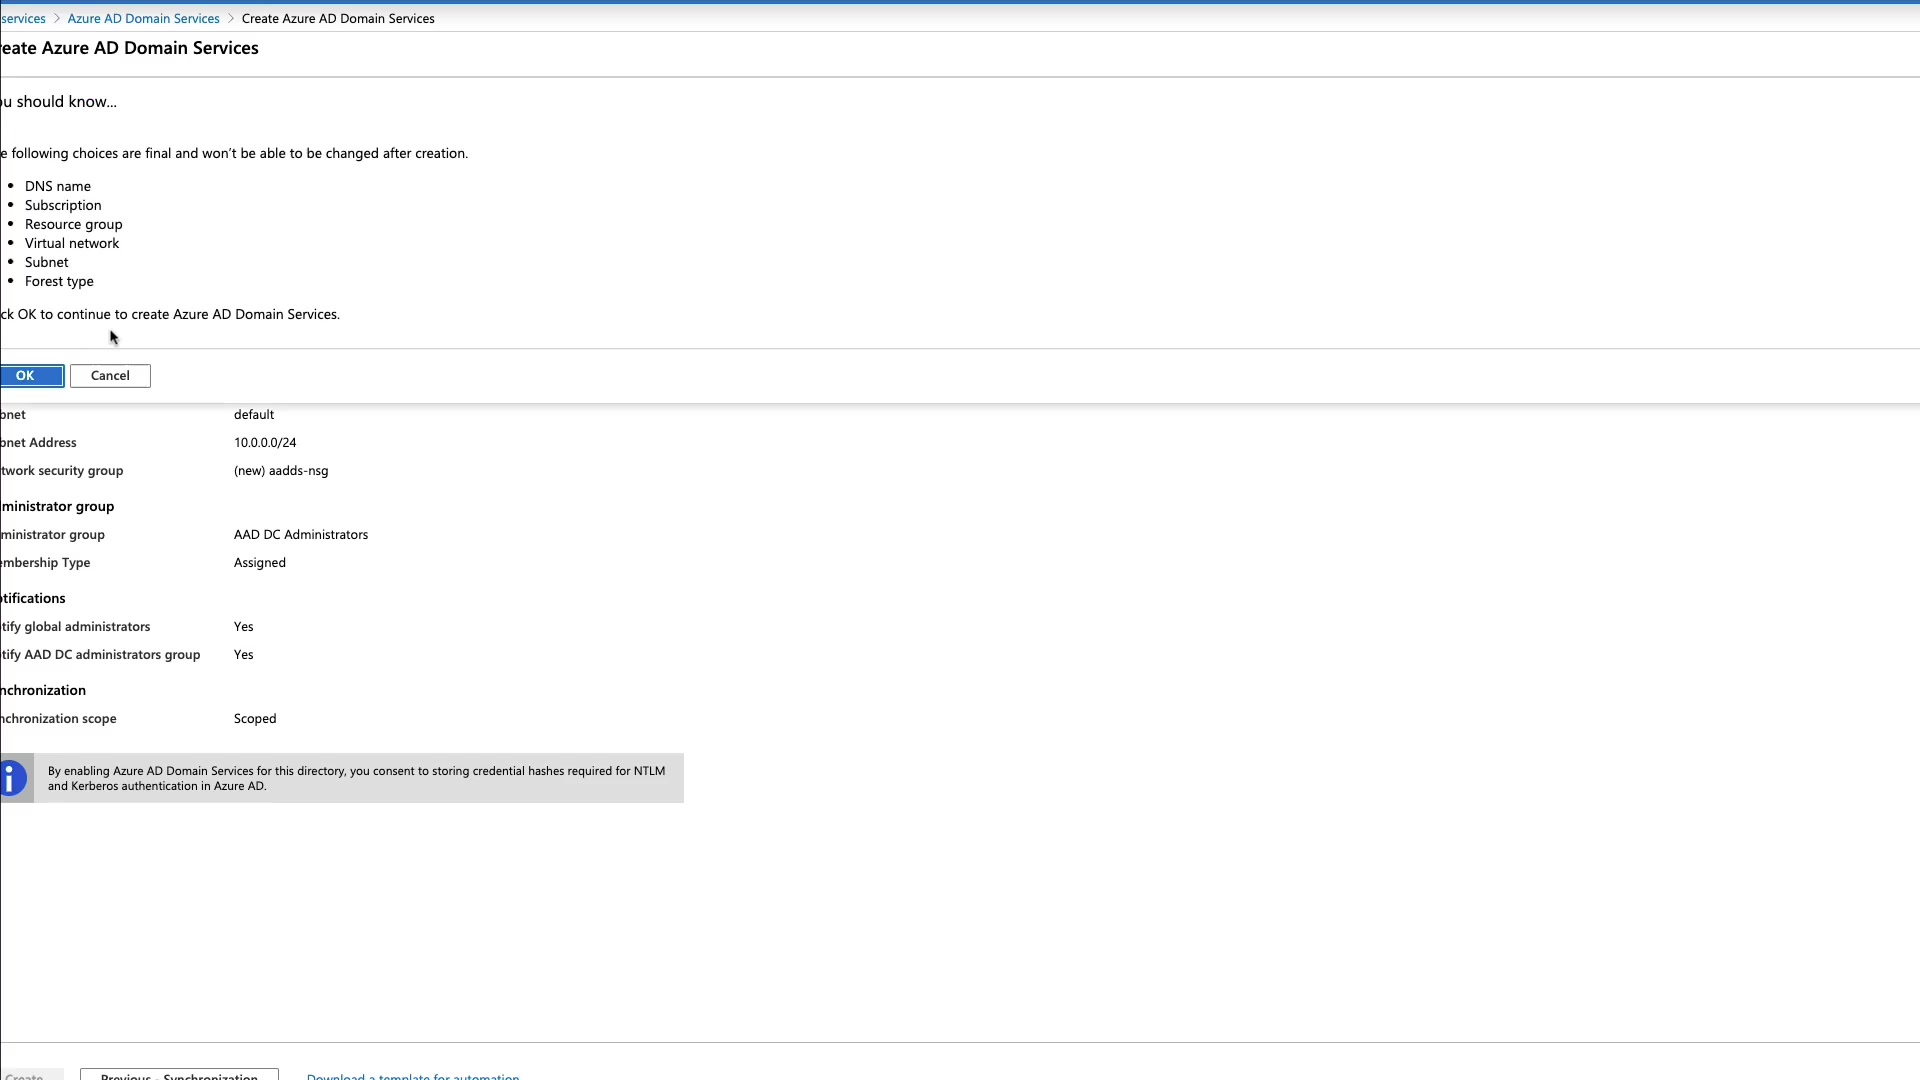 services > Azure AD Domain Services > Create Azure AD Domain Services
reate Azure AD Domain Services
ou should know...
e following choices are final and won't be able to be changed after creation.
• DNS name
• Subscription
• Resource group
• Virtual network
• Subnet
• Forest type
ck OK to continue to create Azure AD Domain Services.
OK Cancel
bnet default
bnet Address 10.0.0.0/24
twork security group (new) aadds-nsg
ministrator group
ministrator group AAD DC Administrators
embership Type Assigned
otifications
tify global administrators Yes
tify AAD DC administrators group Yes
nchronization
nchronization scope Scoped
By enabling Azure AD Domain Services for this directory, you consent to storing credential hashes required for NTLM
and Kerberos authentication in Azure AD.
Create Previous - Synchronization Download a template for automation